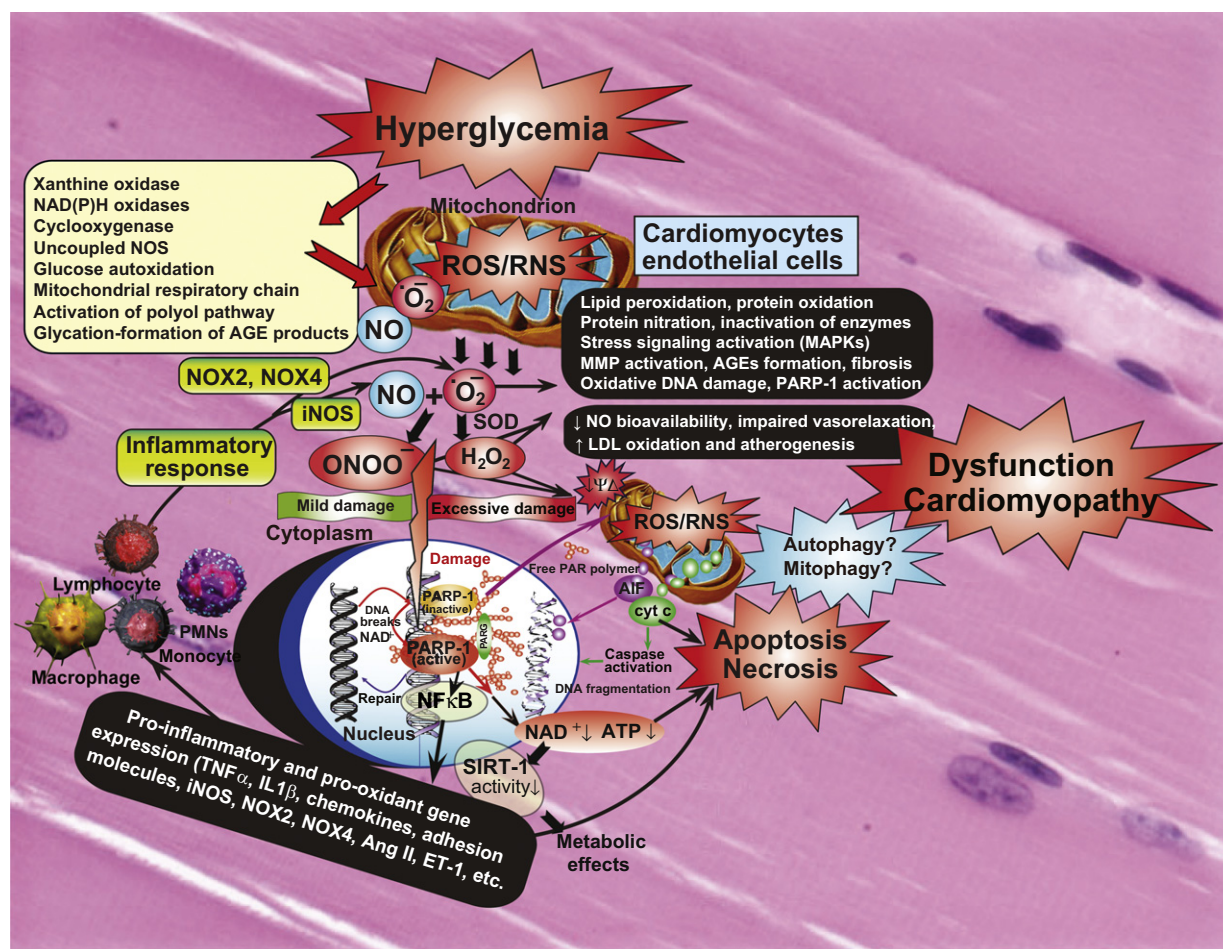 Hyperglycemia
Xanthine oxidase
NAD(P)H oxidases
Cyclooxygenase
Uncoupled NOS
Glucose autoxidation
Mitochondrial respiratory chain
Activation of polyol pathway
Glycation-formation of AGE products
Mitochondrion
ROS/RNS
·O₂⁻
NO
Cardiomyocytes
endothelial cells
Lipid peroxidation, protein oxidation
Protein nitration, inactivation of enzymes
Stress signaling activation (MAPKs)
MMP activation, AGEs formation, fibrosis
Oxidative DNA damage, PARP-1 activation
NOX2, NOX4
iNOS
NO + ·O₂⁻
SOD
Inflammatory
response
ONOO⁻
H₂O₂
↓ NO bioavailability, impaired vasorelaxation,
↑ LDL oxidation and atherogenesis
Dysfunction
Cardiomyopathy
Mild damage
Excessive damage
↓ΨΔ
ROS/RNS
Cytoplasm
Autophagy?
Mitophagy?
Damage
Free PAR polymer
AIF
cyt c
Lymphocyte
PMNs
Monocyte
Macrophage
DNA
breaks
NAD⁺
PARP-1
(inactive)
PARG
PARP-1
(active)
Apoptosis
Necrosis
Caspase
activation
DNA fragmentation
Repair
NFκB
Nucleus
NAD⁺↓ ATP↓
SIRT-1
activity↓
Metabolic
effects
Pro-inflammatory and pro-oxidant gene
expression (TNFα, IL1β, chemokines, adhesion
molecules, iNOS, NOX2, NOX4, Ang II, ET-1, etc.